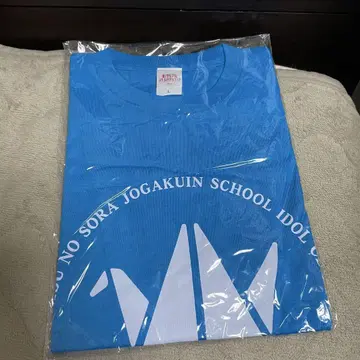 NO SORA JOGAKUIN SCHOOL IDOL